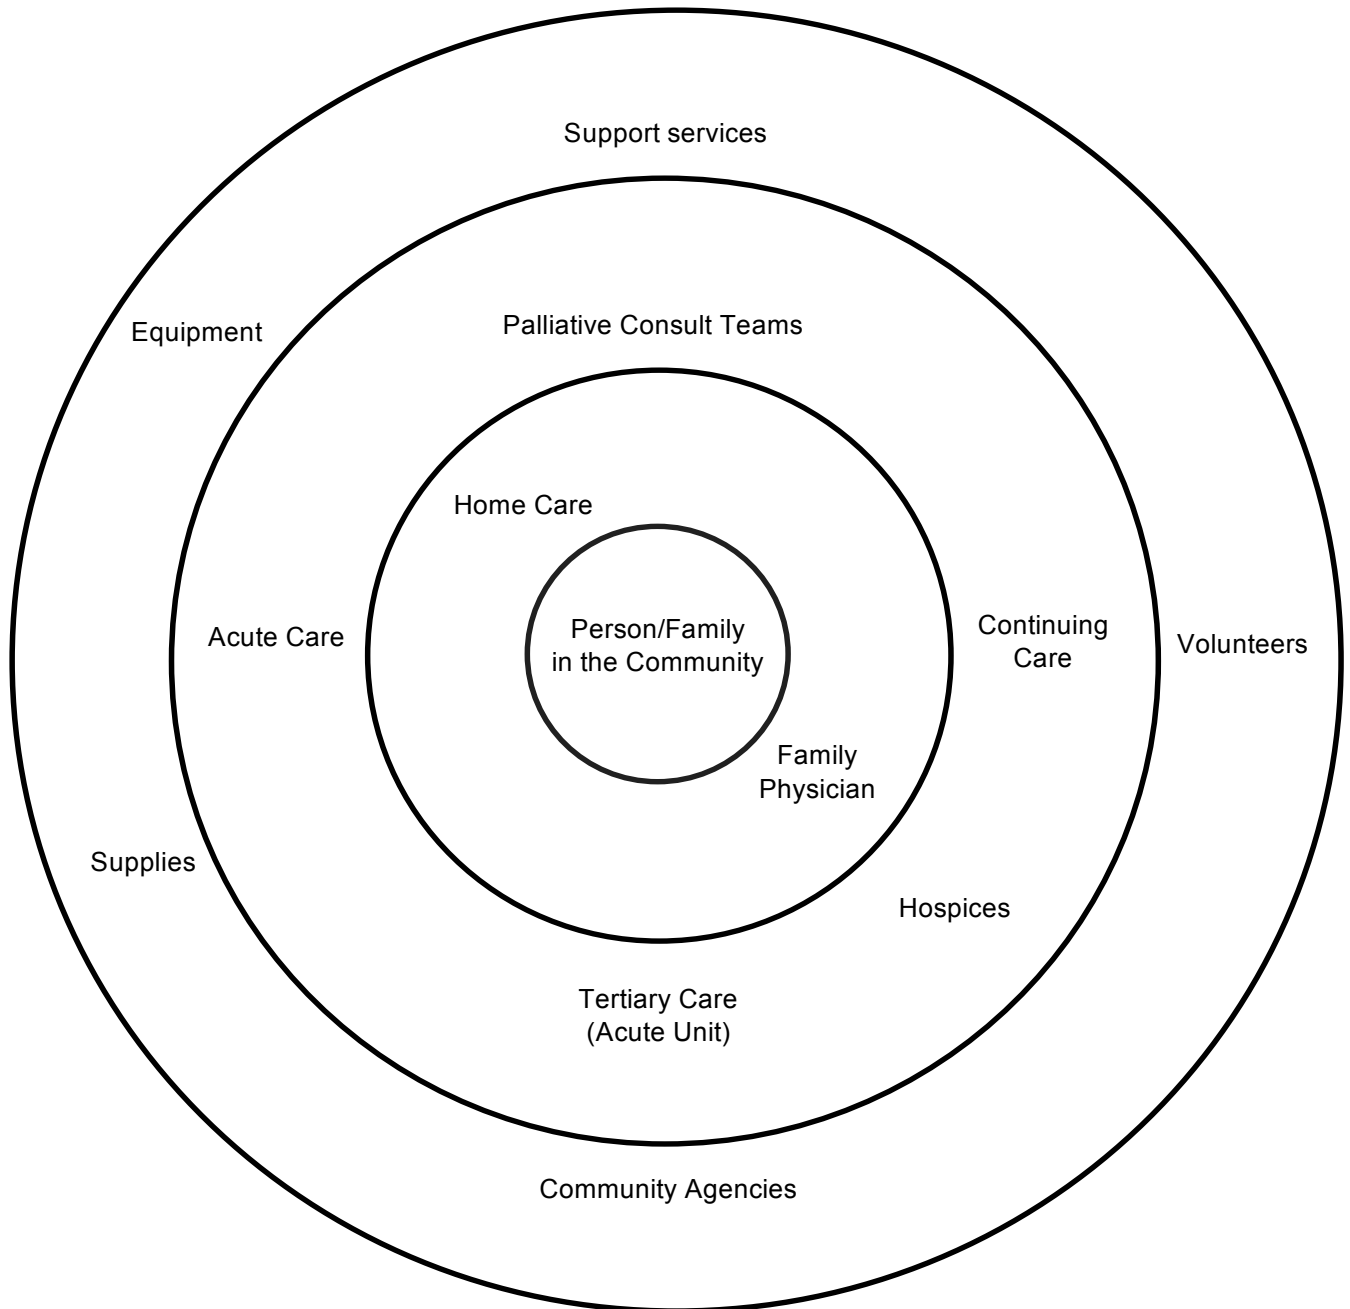 Support services
Equipment
Palliative Consult Teams
Home Care
Acute Care
Person/Family
in the Community
Continuing
Care
Volunteers
Family
Physician
Supplies
Hospices
Tertiary Care
(Acute Unit)
Community Agencies